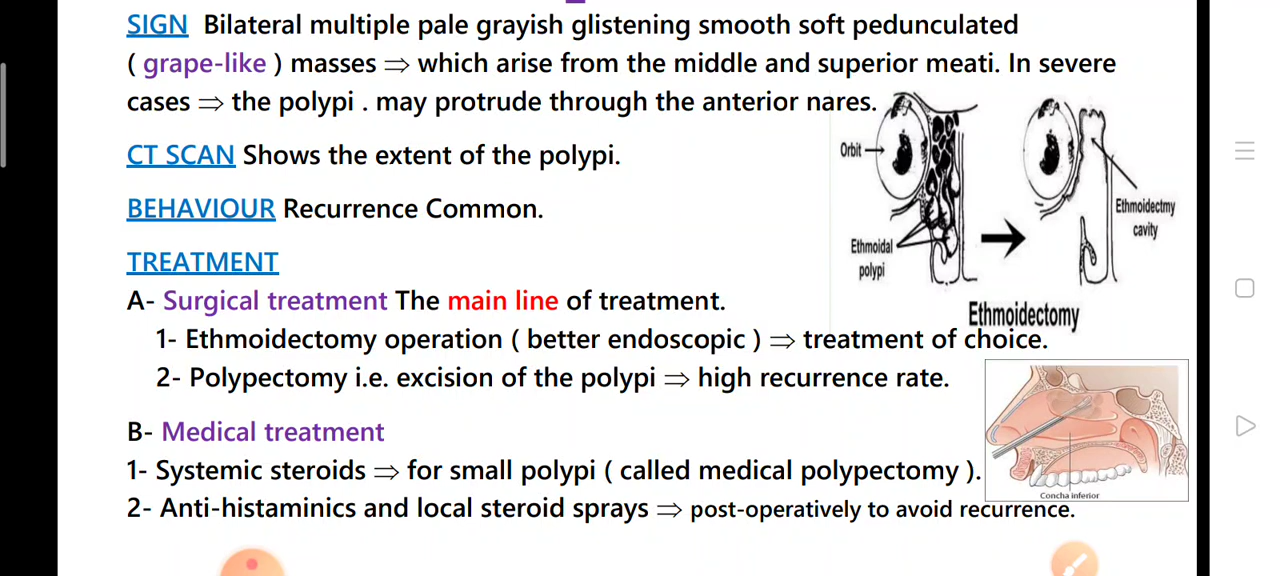 SIGN Bilateral multiple pale grayish glistening smooth soft pedunculated
( grape-like ) masses ⇒ which arise from the middle and superior meati. In severe
cases ⇒ the polypi . may protrude through the anterior nares.
Orbit
CT SCAN Shows the extent of the polypi.
BEHAVIOUR Recurrence Common.
Ethmoidectmy
cavity
Ethmoidal
polypi
TREATMENT
A- Surgical treatment The main line of treatment.
Ethmoidectomy
1- Ethmoidectomy operation ( better endoscopic ) ⇒ treatment of choice.
2- Polypectomy i.e. excision of the polypi ⇒ high recurrence rate.
B- Medical treatment
1- Systemic steroids ⇒ for small polypi ( called medical polypectomy ).
Concha inferior
2- Anti-histaminics and local steroid sprays ⇒ post-operatively to avoid recurrence.